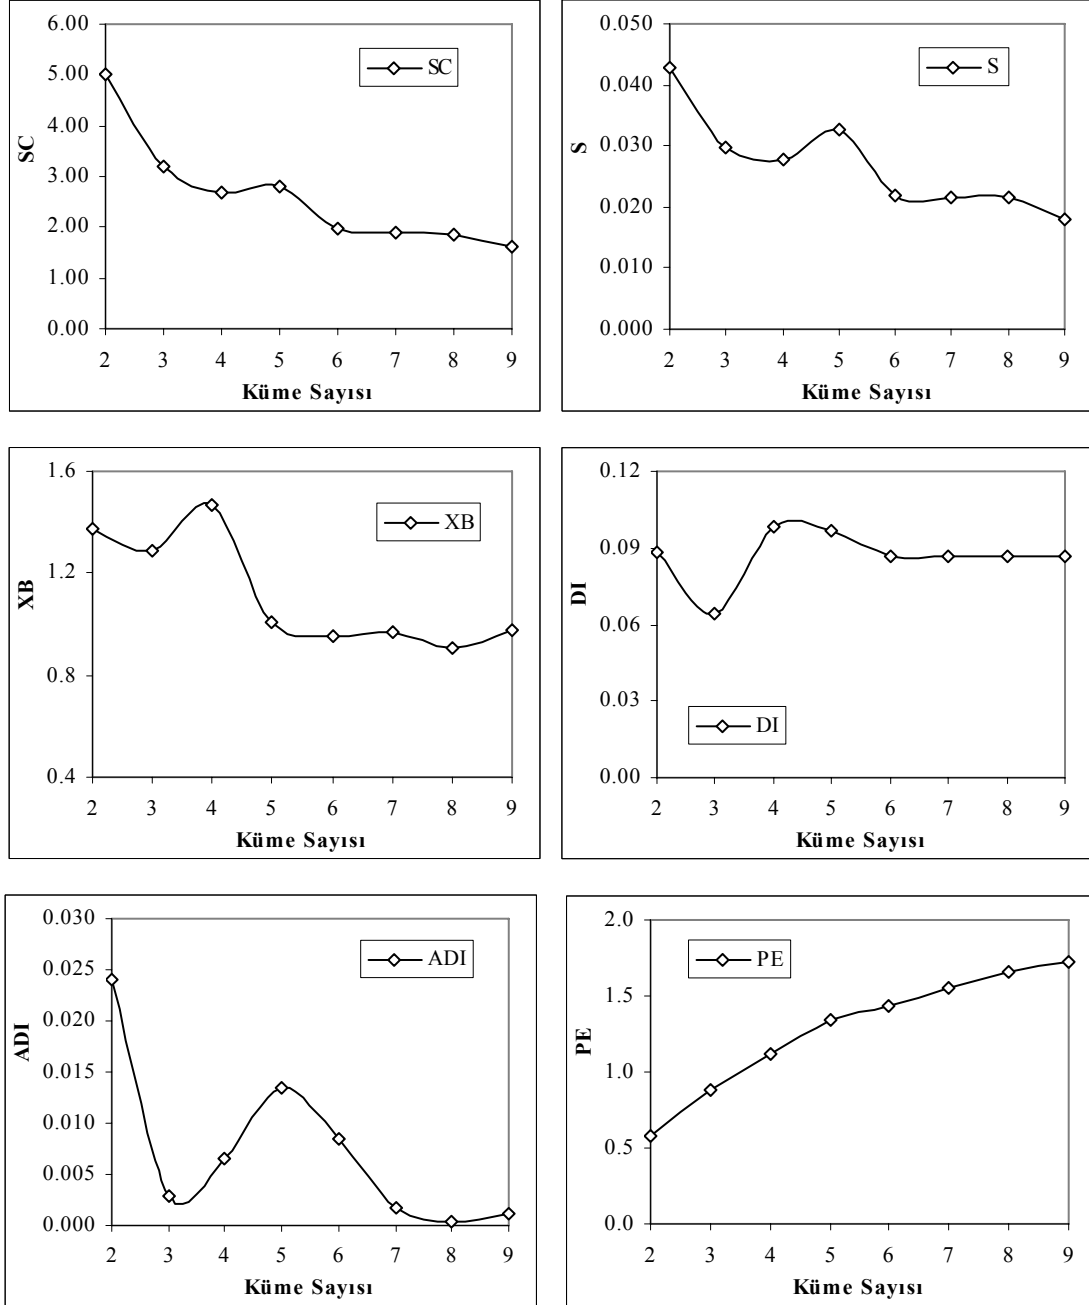 6.00
5.00
4.00
3.00
2.00
1.00
0.00
SC
SC
2 3 4 5 6 7 8 9
Küme Sayısı
0.050
0.040
0.030
0.020
0.010
0.000
S
S
2 3 4 5 6 7 8 9
Küme Sayısı
1.6
1.2
0.8
0.4
XB
XB
2 3 4 5 6 7 8 9
Küme Sayısı
0.12
0.09
0.06
0.03
0.00
DI
DI
2 3 4 5 6 7 8 9
Küme Sayısı
0.030
0.025
0.020
0.015
0.010
0.005
0.000
ADI
ADI
2 3 4 5 6 7 8 9
Küme Sayısı
2.0
1.5
1.0
0.5
0.0
PE
PE
2 3 4 5 6 7 8 9
Küme Sayısı